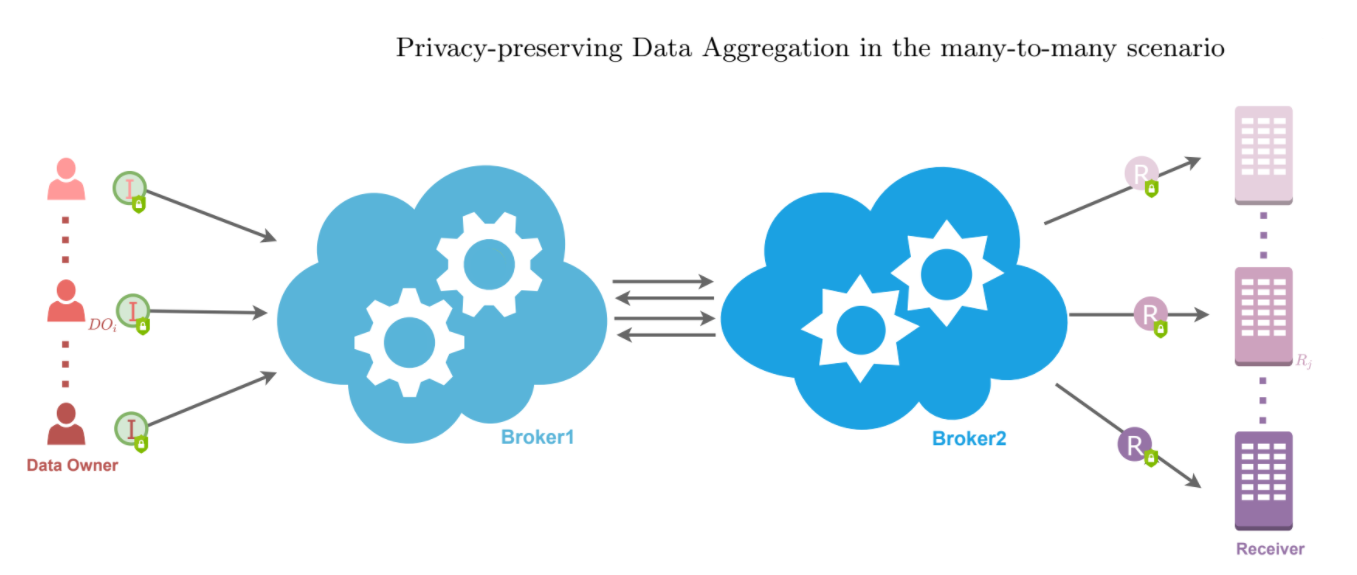 Privacy-preserving Data Aggregation in the many-to-many scenario
I
I
DO_i
I
Data Owner
Broker1
Broker2
R
R
R_j
R
Receiver